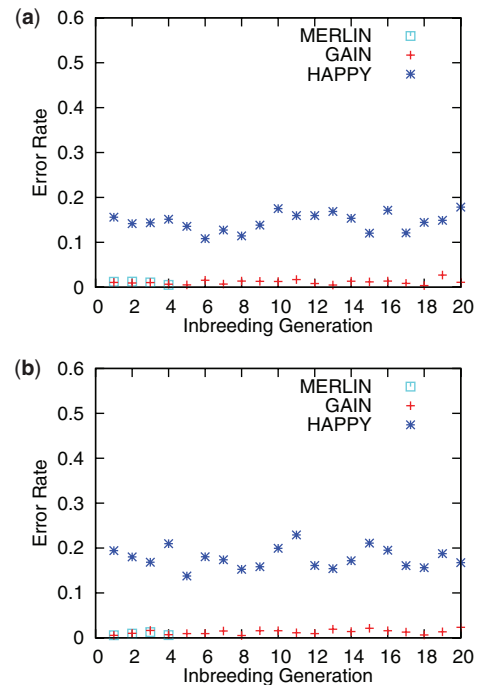 (a)
0.6
0.5
0.4
0.3
0.2
0.1
0
Error Rate
MERLIN
GAIN
HAPPY
0 2 4 6 8 10 12 14 16 18 20
Inbreeding Generation
(b)
0.6
0.5
0.4
0.3
0.2
0.1
0
Error Rate
MERLIN
GAIN
HAPPY
0 2 4 6 8 10 12 14 16 18 20
Inbreeding Generation